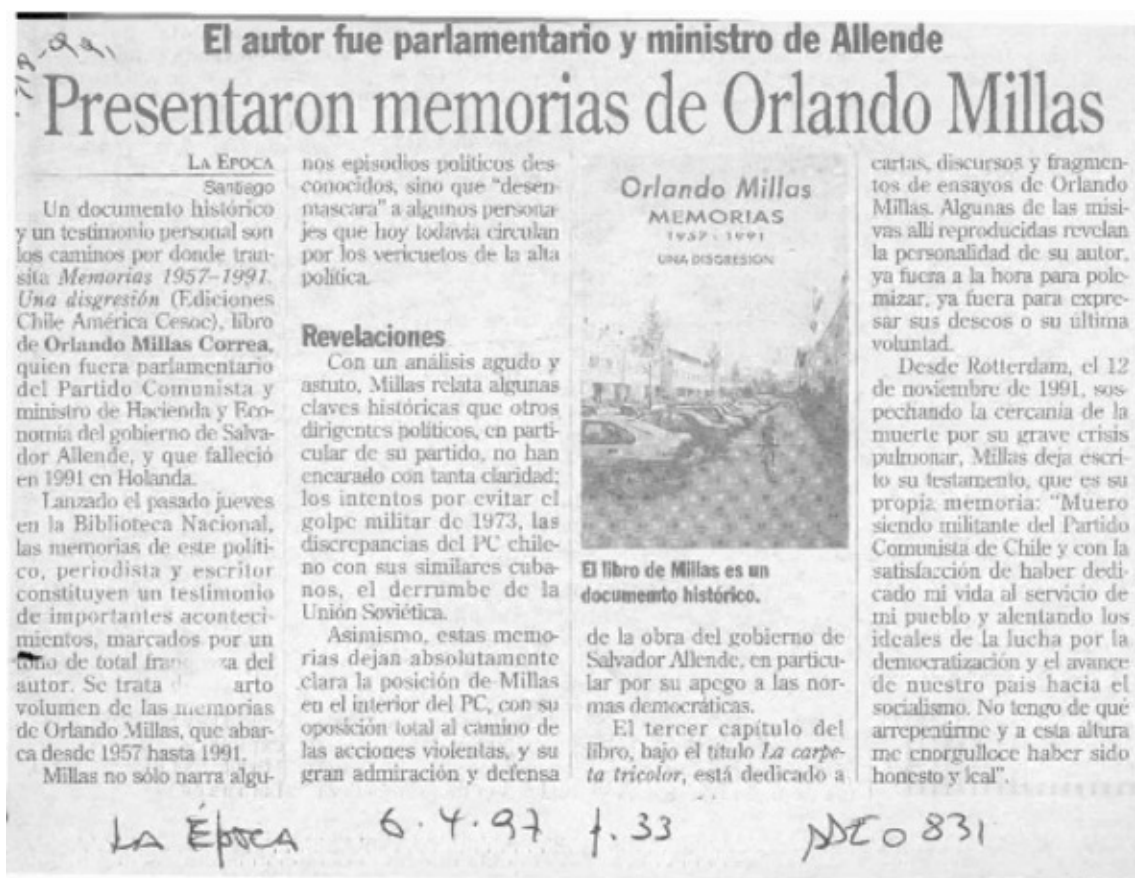 El autor fue parlamentario y ministro de Allende
Presentaron memorias de Orlando Millas
LA EPOCA
Santiago
Un documento histórico
y un testimonio personal son
los caminos por donde tran-
sita Memorias 1957-1991.
Una disgresión (Ediciones
Chile América Cesoc), libro
de Orlando Millas Correa,
quien fuera parlamentario
del Partido Comunista y
ministro de Hacienda y Eco-
nomía del gobierno de Salva-
dor Allende, y que falleció
en 1991 en Holanda.
Lanzado el pasado jueves
en la Biblioteca Nacional,
las memorias de este políti-
co, periodista y escritor
constituyen un testimonio
de importantes aconteci-
mientos, marcados por un
tono de total del
autor. Se trata
volumen de las memorias
de Orlando Millas, que abar-
ca desde 1957 hasta 1991.
Millas no sólo narra algu-
nos episodios políticos des-
conocidos, sino que "desen-
mascara" a algunos persona-
jes que hoy todavía circulan
por los vericuetos de la alta
política.
Revelaciones
Con un análisis agudo y
astuto, Millas relata algunas
claves históricas que otros
dirigentes políticos, en parti-
cular de su partido, no han
encarado con tanta claridad:
los intentos por evitar el
golpe militar de 1973, las
discrepancias del PC chile-
no con sus similares cuba-
nos, el derrumbe de la
Unión Soviética.
Asimismo, estas memo-
rias dejan absolutamente
clara la posición de Millas
en el interior del PC, con su
oposición total al camino de
las acciones violentas, y su
gran admiración y defensa
Orlando Millas
MEMORIAS
1957-1991
UNA DISGRESION
El libro de Millas es un
documento histórico.
de la obra del gobierno de
Salvador Allende, en particu-
lar por su apego a las nor-
mas democráticas.
El tercer capítulo del
libro, bajo el título La carpe-
ta tricolor, está dedicado a
cartas, discursos y fragmen-
tos de ensayos de Orlando
Millas. Algunas de las misi-
vas allí reproducidas revelan
la personalidad de su autor,
ya fuera a la hora para pole-
mizar, ya fuera para expre-
sar sus deseos o su última
voluntad.
Desde Rotterdam, el 12
de noviembre de 1991, sos-
pechando la cercanía de la
muerte por su grave crisis
pulmonar, Millas deja escri-
to su testamento, que es su
propia memoria: "Muero
siendo militante del Partido
Comunista de Chile y con la
satisfacción de haber dedi-
cado mi vida al servicio de
mi pueblo y alentando los
ideales de la lucha por la
democratización y el avance
de nuestro país hacia el
socialismo. No tengo de qué
arrepentirme y a esta altura
me enorgullece haber sido
honesto y leal".
LA ÉPOCA 6.4.97 p.33 831